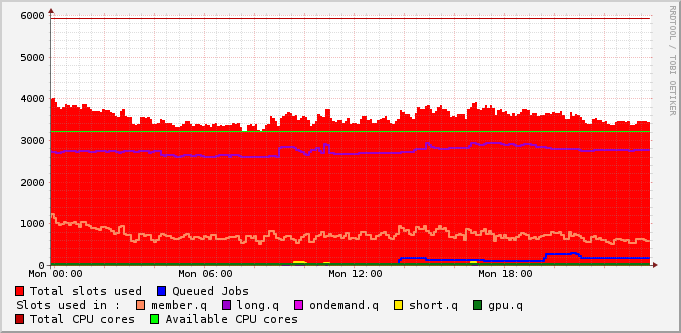 6000
5000
4000
3000
2000
1000
0
Mon 00:00 Mon 06:00 Mon 12:00 Mon 18:00
Total slots used Queued Jobs
Slots used in : member.q long.q ondemand.q short.q gpu.q
Total CPU cores Available CPU cores
RRDTOOL / TOBI OETIKER